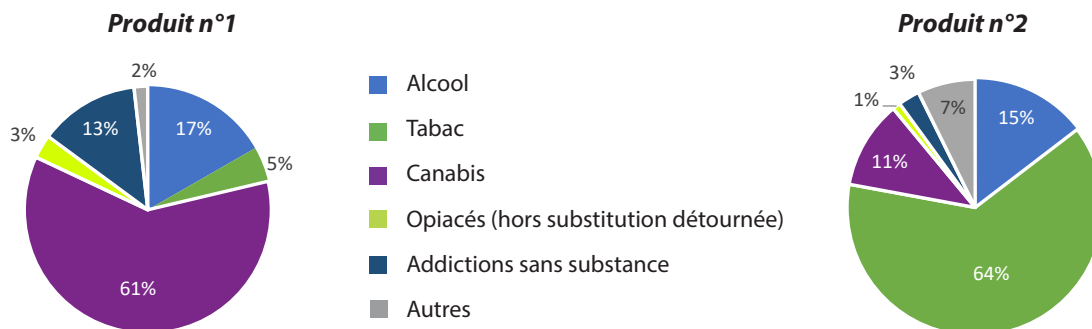 Produit n°1
2%
17%
5%
61%
3%
13%
Alcool
Tabac
Canabis
Opiacés (hors substitution détournée)
Addictions sans substance
Autres
Produit n°2
3%
1%
7%
15%
11%
64%